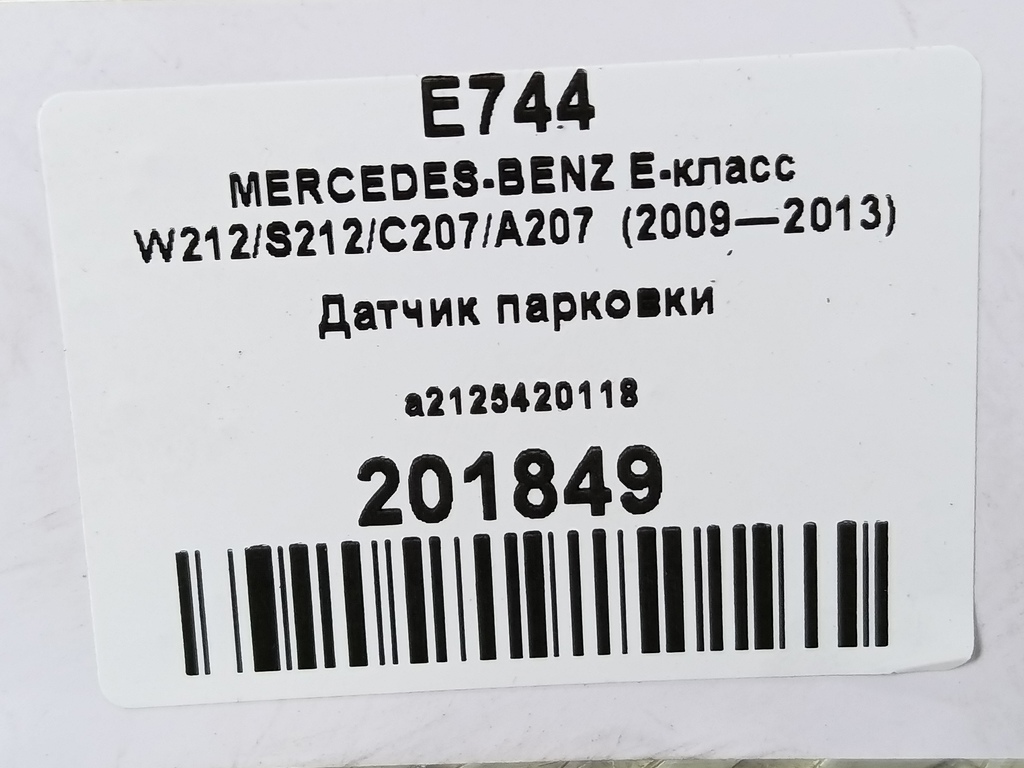 E744
MERCEDES-BENZ E-класс
W212/S212/C207/A207 (2009—2013)
Датчик парковки
a2125420118
201849